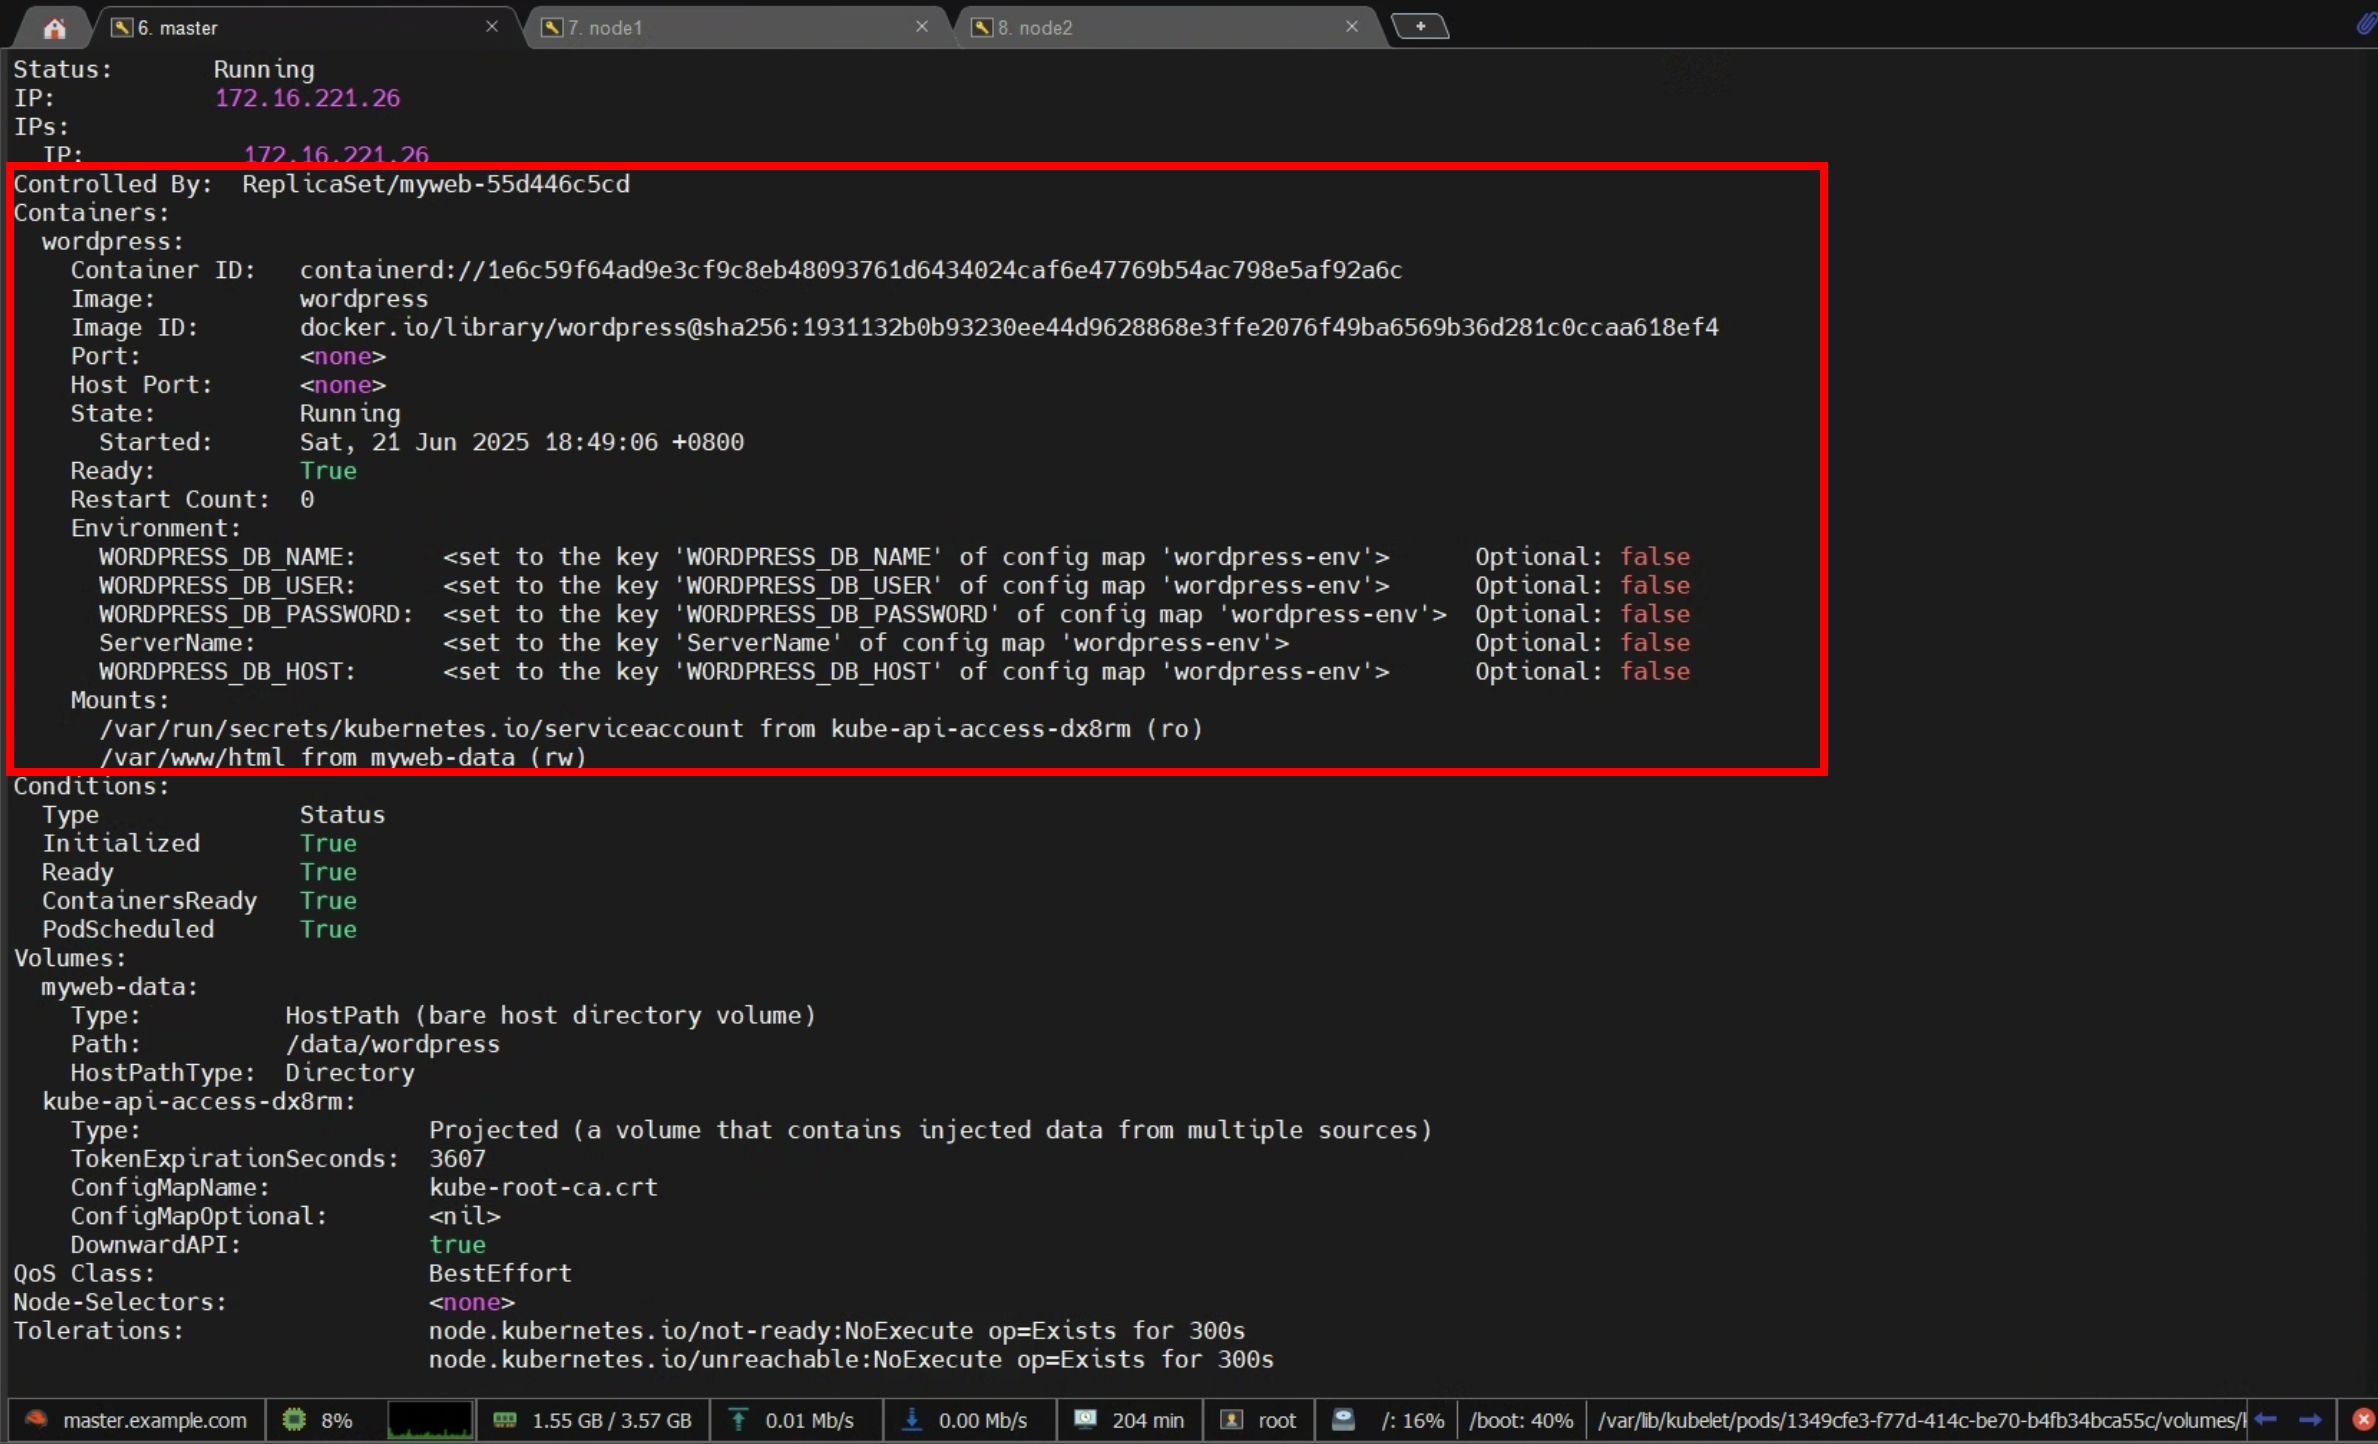 6. master
7. node1
8. node2
Status:       Running
IP:           172.16.221.26
IPs:
  IP:           172.16.221.26
Controlled By:  ReplicaSet/myweb-55d446c5cd
Containers:
  wordpress:
    Container ID:   containerd://1e6c59f64ad9e3cf9c8eb48093761d6434024caf6e47769b54ac798e5af92a6c
    Image:          wordpress
    Image ID:       docker.io/library/wordpress@sha256:1931132b0b93230ee44d9628868e3ffe2076f49ba6569b36d281c0ccaa618ef4
    Port:           <none>
    Host Port:      <none>
    State:          Running
      Started:      Sat, 21 Jun 2025 18:49:06 +0800
    Ready:          True
    Restart Count:  0
    Environment:
      WORDPRESS_DB_NAME:      <set to the key 'WORDPRESS_DB_NAME' of config map 'wordpress-env'>      Optional: false
      WORDPRESS_DB_USER:      <set to the key 'WORDPRESS_DB_USER' of config map 'wordpress-env'>      Optional: false
      WORDPRESS_DB_PASSWORD:  <set to the key 'WORDPRESS_DB_PASSWORD' of config map 'wordpress-env'>  Optional: false
      ServerName:             <set to the key 'ServerName' of config map 'wordpress-env'>             Optional: false
      WORDPRESS_DB_HOST:      <set to the key 'WORDPRESS_DB_HOST' of config map 'wordpress-env'>      Optional: false
    Mounts:
      /var/run/secrets/kubernetes.io/serviceaccount from kube-api-access-dx8rm (ro)
      /var/www/html from myweb-data (rw)
Conditions:
  Type              Status
  Initialized       True
  Ready             True
  ContainersReady   True
  PodScheduled      True
Volumes:
  myweb-data:
    Type:          HostPath (bare host directory volume)
    Path:          /data/wordpress
    HostPathType:  Directory
  kube-api-access-dx8rm:
    Type:                    Projected (a volume that contains injected data from multiple sources)
    TokenExpirationSeconds:  3607
    ConfigMapName:           kube-root-ca.crt
    ConfigMapOptional:       <nil>
    DownwardAPI:             true
QoS Class:                   BestEffort
Node-Selectors:              <none>
Tolerations:                 node.kubernetes.io/not-ready:NoExecute op=Exists for 300s
                             node.kubernetes.io/unreachable:NoExecute op=Exists for 300s
master.example.com 8% 1.55 GB / 3.57 GB 0.01 Mb/s 0.00 Mb/s 204 min root /: 16% /boot: 40% /var/lib/kubelet/pods/1349cfe3-f77d-414c-be70-b4fb34bca55c/volumes/